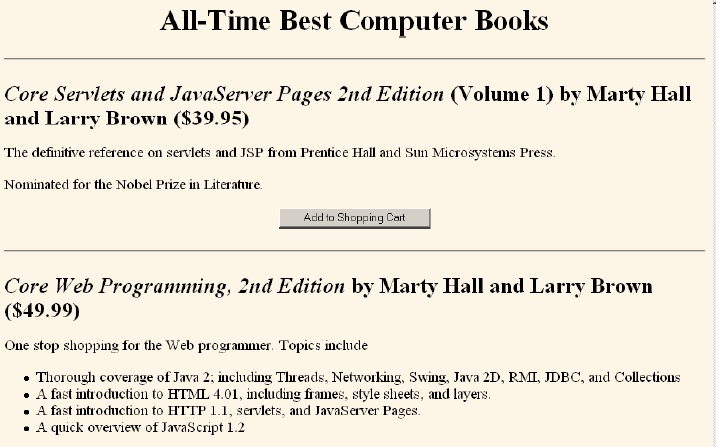 All-Time Best Computer Books
Core Servlets and JavaServer Pages 2nd Edition (Volume 1) by Marty Hall
and Larry Brown ($39.95)
The definitive reference on servlets and JSP from Prentice Hall and Sun Microsystems Press.
Nominated for the Nobel Prize in Literature.
Add to Shopping Cart
Core Web Programming, 2nd Edition by Marty Hall and Larry Brown
($49.99)
One stop shopping for the Web programmer. Topics include
• Thorough coverage of Java 2; including Threads, Networking, Swing, Java 2D, RMI, JDBC, and Collections
• A fast introduction to HTML 4.01, including frames, style sheets, and layers.
• A fast introduction to HTTP 1.1, servlets, and JavaServer Pages.
• A quick overview of JavaScript 1.2